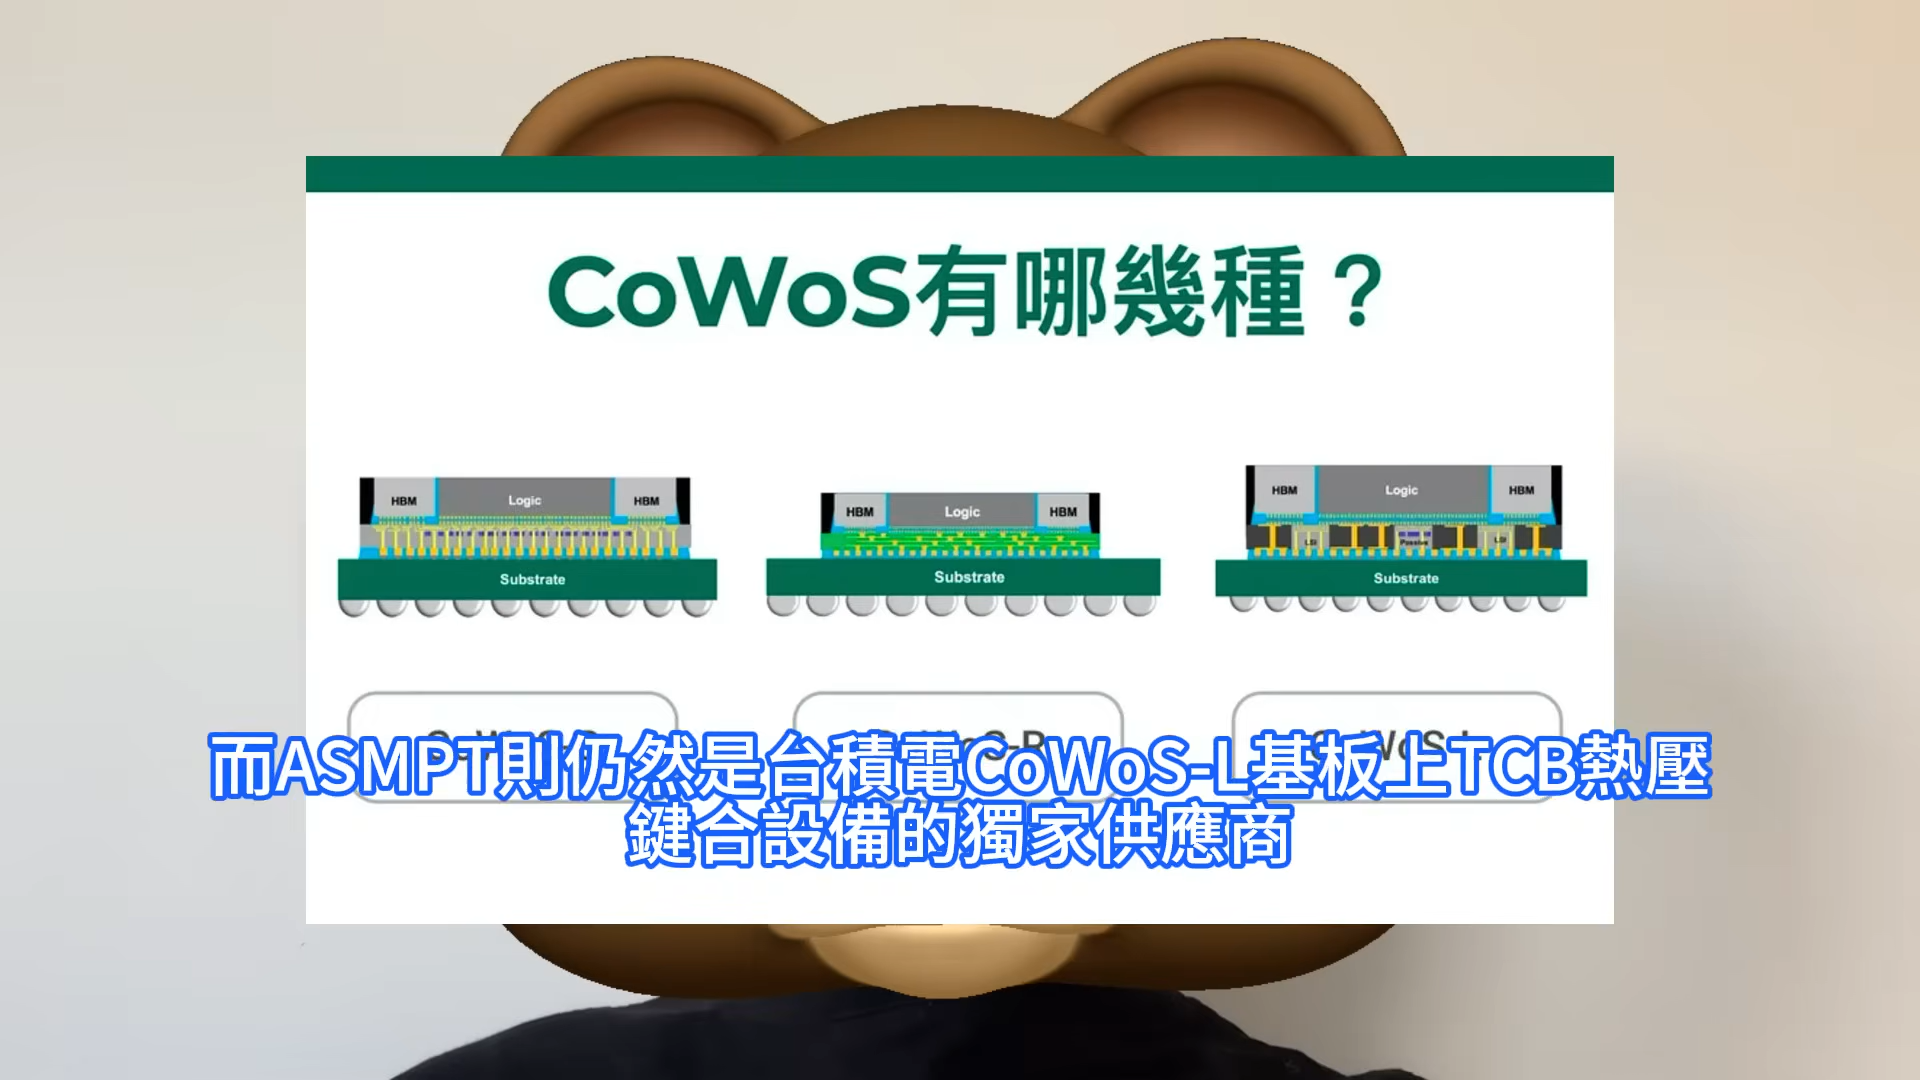 CoWoS有哪幾種？
HBM Logic HBM
Substrate
HBM Logic HBM
Substrate
HBM Logic HBM
LSI Passive LSI
Substrate
而ASMPT則仍然是台積電CoWoS-L基板上TCB熱壓
鍵合設備的獨家供應商